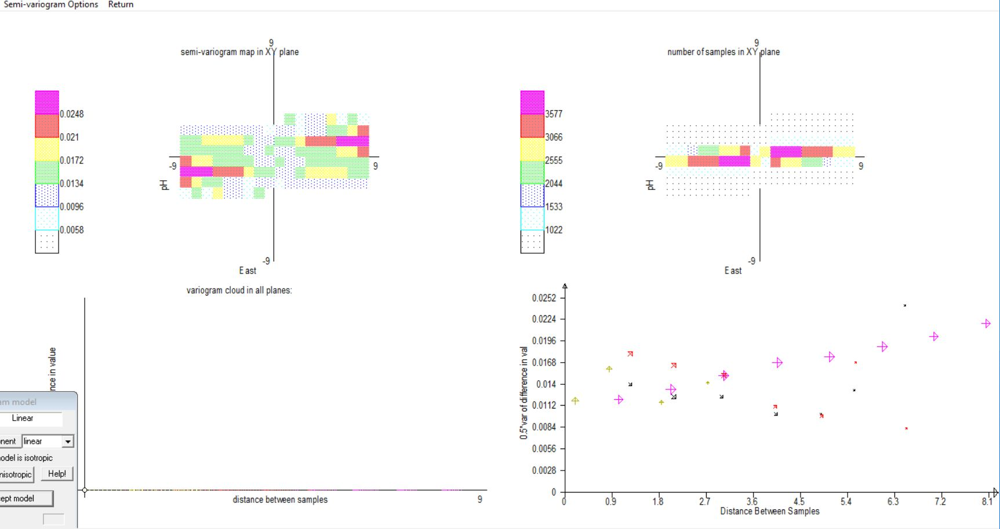 Semi-variogram Options Return
9
semi-variogram map in XY plane
0.0248
0.021
0.0172
0.0134
0.0096
0.0058
-9
9
pH
-9
East
9
number of samples in XY plane
3577
3066
2555
2044
1533
1022
-9
9
pH
-9
East
variogram cloud in all planes:
nce in value
distance between samples
9
am model
Linear
nent linear
odel is isotropic
nisotropic Help!
ept model
0.0252
0.0224
0.0196
0.0168
0.014
0.0112
0.0084
0.0056
0.0028
0
0.5*var of difference in val
0 0.9 1.8 2.7 3.6 4.5 5.4 6.3 7.2 8.1
Distance Between Samples